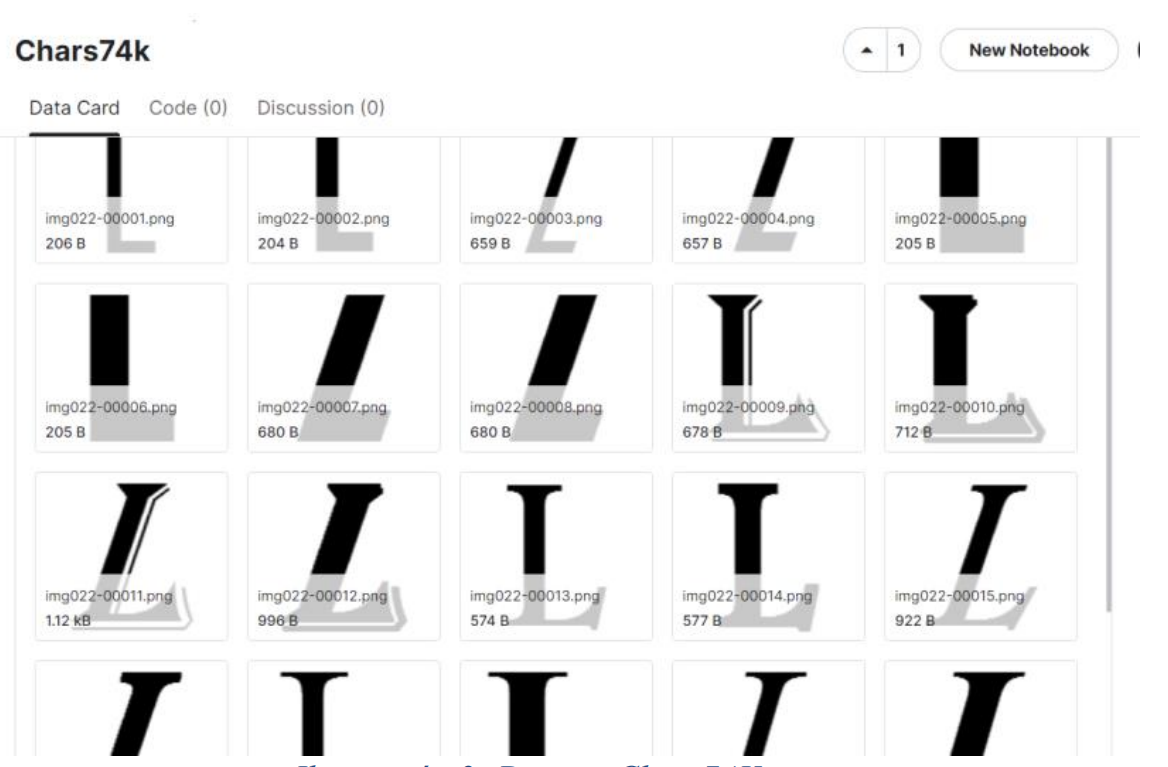 Chars74k
1
New Notebook
Data Card Code (0) Discussion (0)
img022-00001.png img022-00002.png img022-00003.png img022-00004.png img022-00005.png
206 B 204 B 659 B 657 B 205 B
L L L L L
img022-00006.png img022-00007.png img022-00008.png img022-00009.png img022-00010.png
205 B 680 B 680 B 678 B 712 B
L L L L L
img022-00011.png img022-00012.png img022-00013.png img022-00014.png img022-00015.png
1.12 kB 996 B 574 B 577 B 922 B